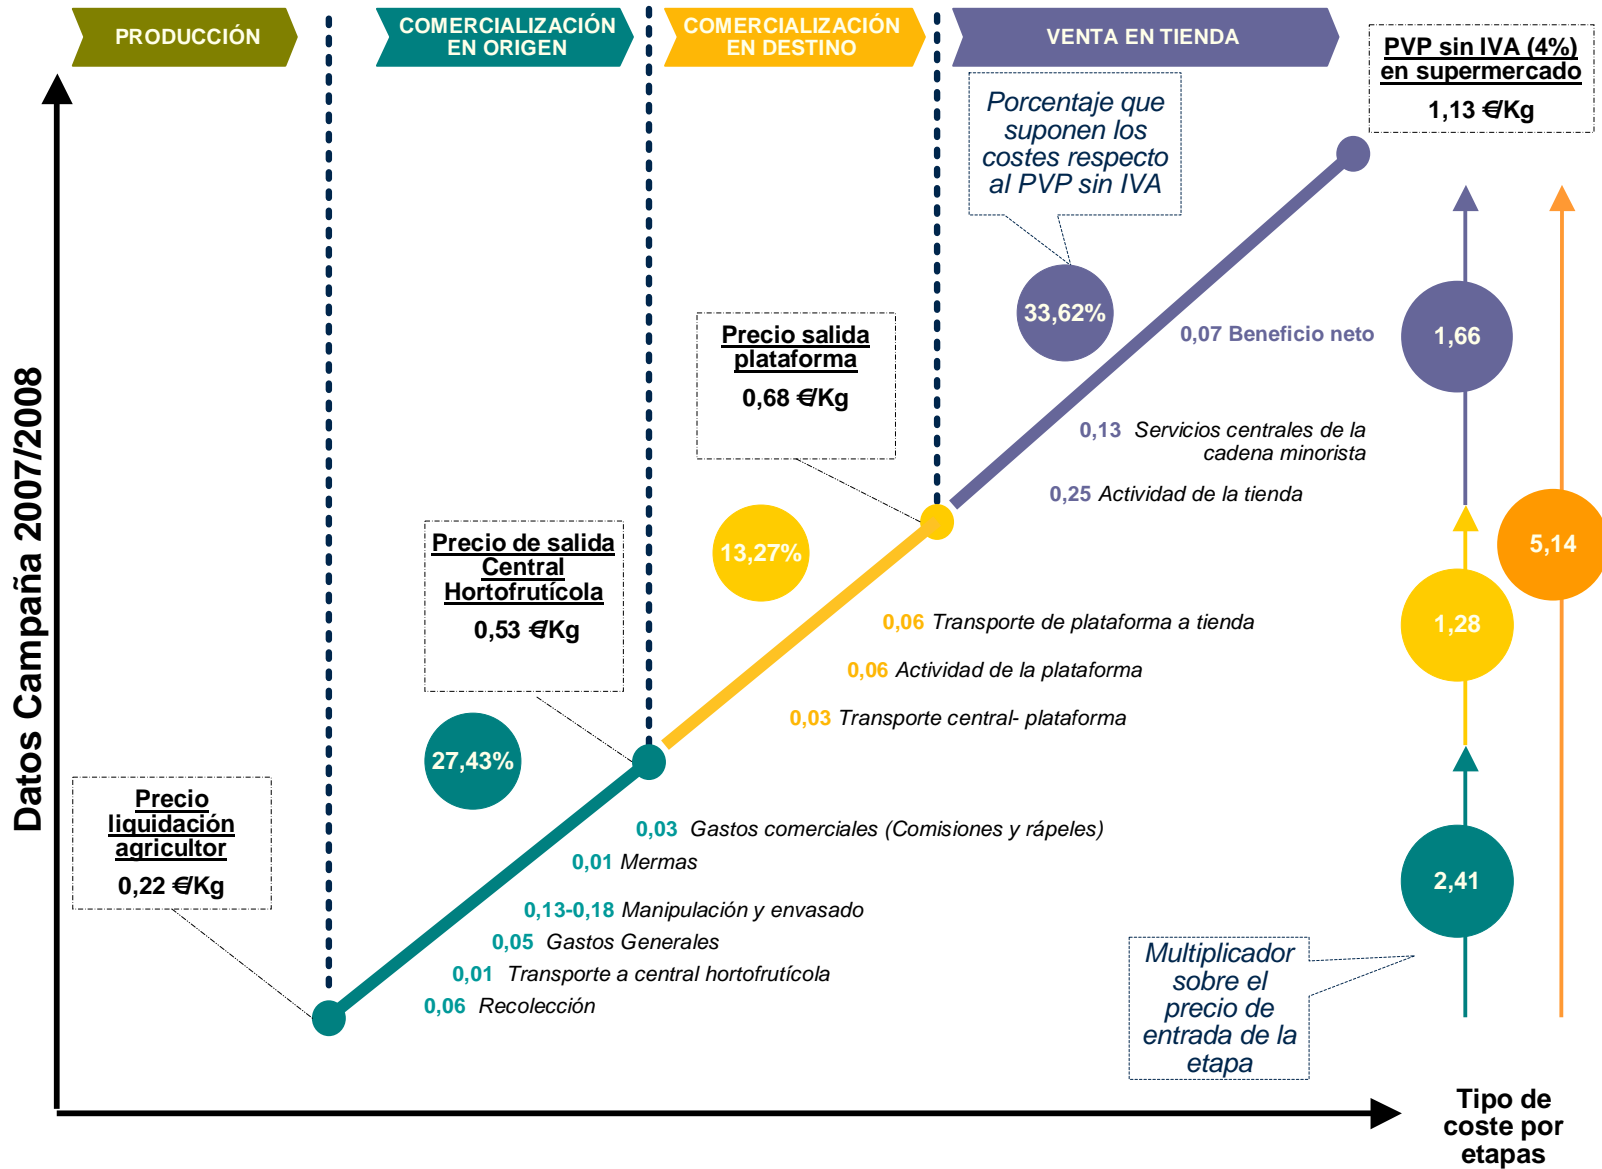 PRODUCCIÓN
COMERCIALIZACIÓN
EN ORIGEN
COMERCIALIZACIÓN
EN DESTINO
VENTA EN TIENDA
PVP sin IVA (4%)
en supermercado
1,13 €/Kg
Porcentaje que
suponen los
costes respecto
al PVP sin IVA
33,62%
0,07 Beneficio neto
1,66
Precio salida
plataforma
0,68 €/Kg
0,13 Servicios centrales de la
cadena minorista
0,25 Actividad de la tienda
Datos Campaña 2007/2008
Precio de salida
Central
Hortofrutícola
0,53 €/Kg
13,27%
5,14
0,06 Transporte de plataforma a tienda
1,28
0,06 Actividad de la plataforma
0,03 Transporte central- plataforma
27,43%
Precio
liquidación
agricultor
0,22 €/Kg
0,03 Gastos comerciales (Comisiones y rápeles)
0,01 Mermas
2,41
0,13-0,18 Manipulación y envasado
0,05 Gastos Generales
0,01 Transporte a central hortofrutícola
0,06 Recolección
Multiplicador
sobre el
precio de
entrada de la
etapa
Tipo de
coste por
etapas